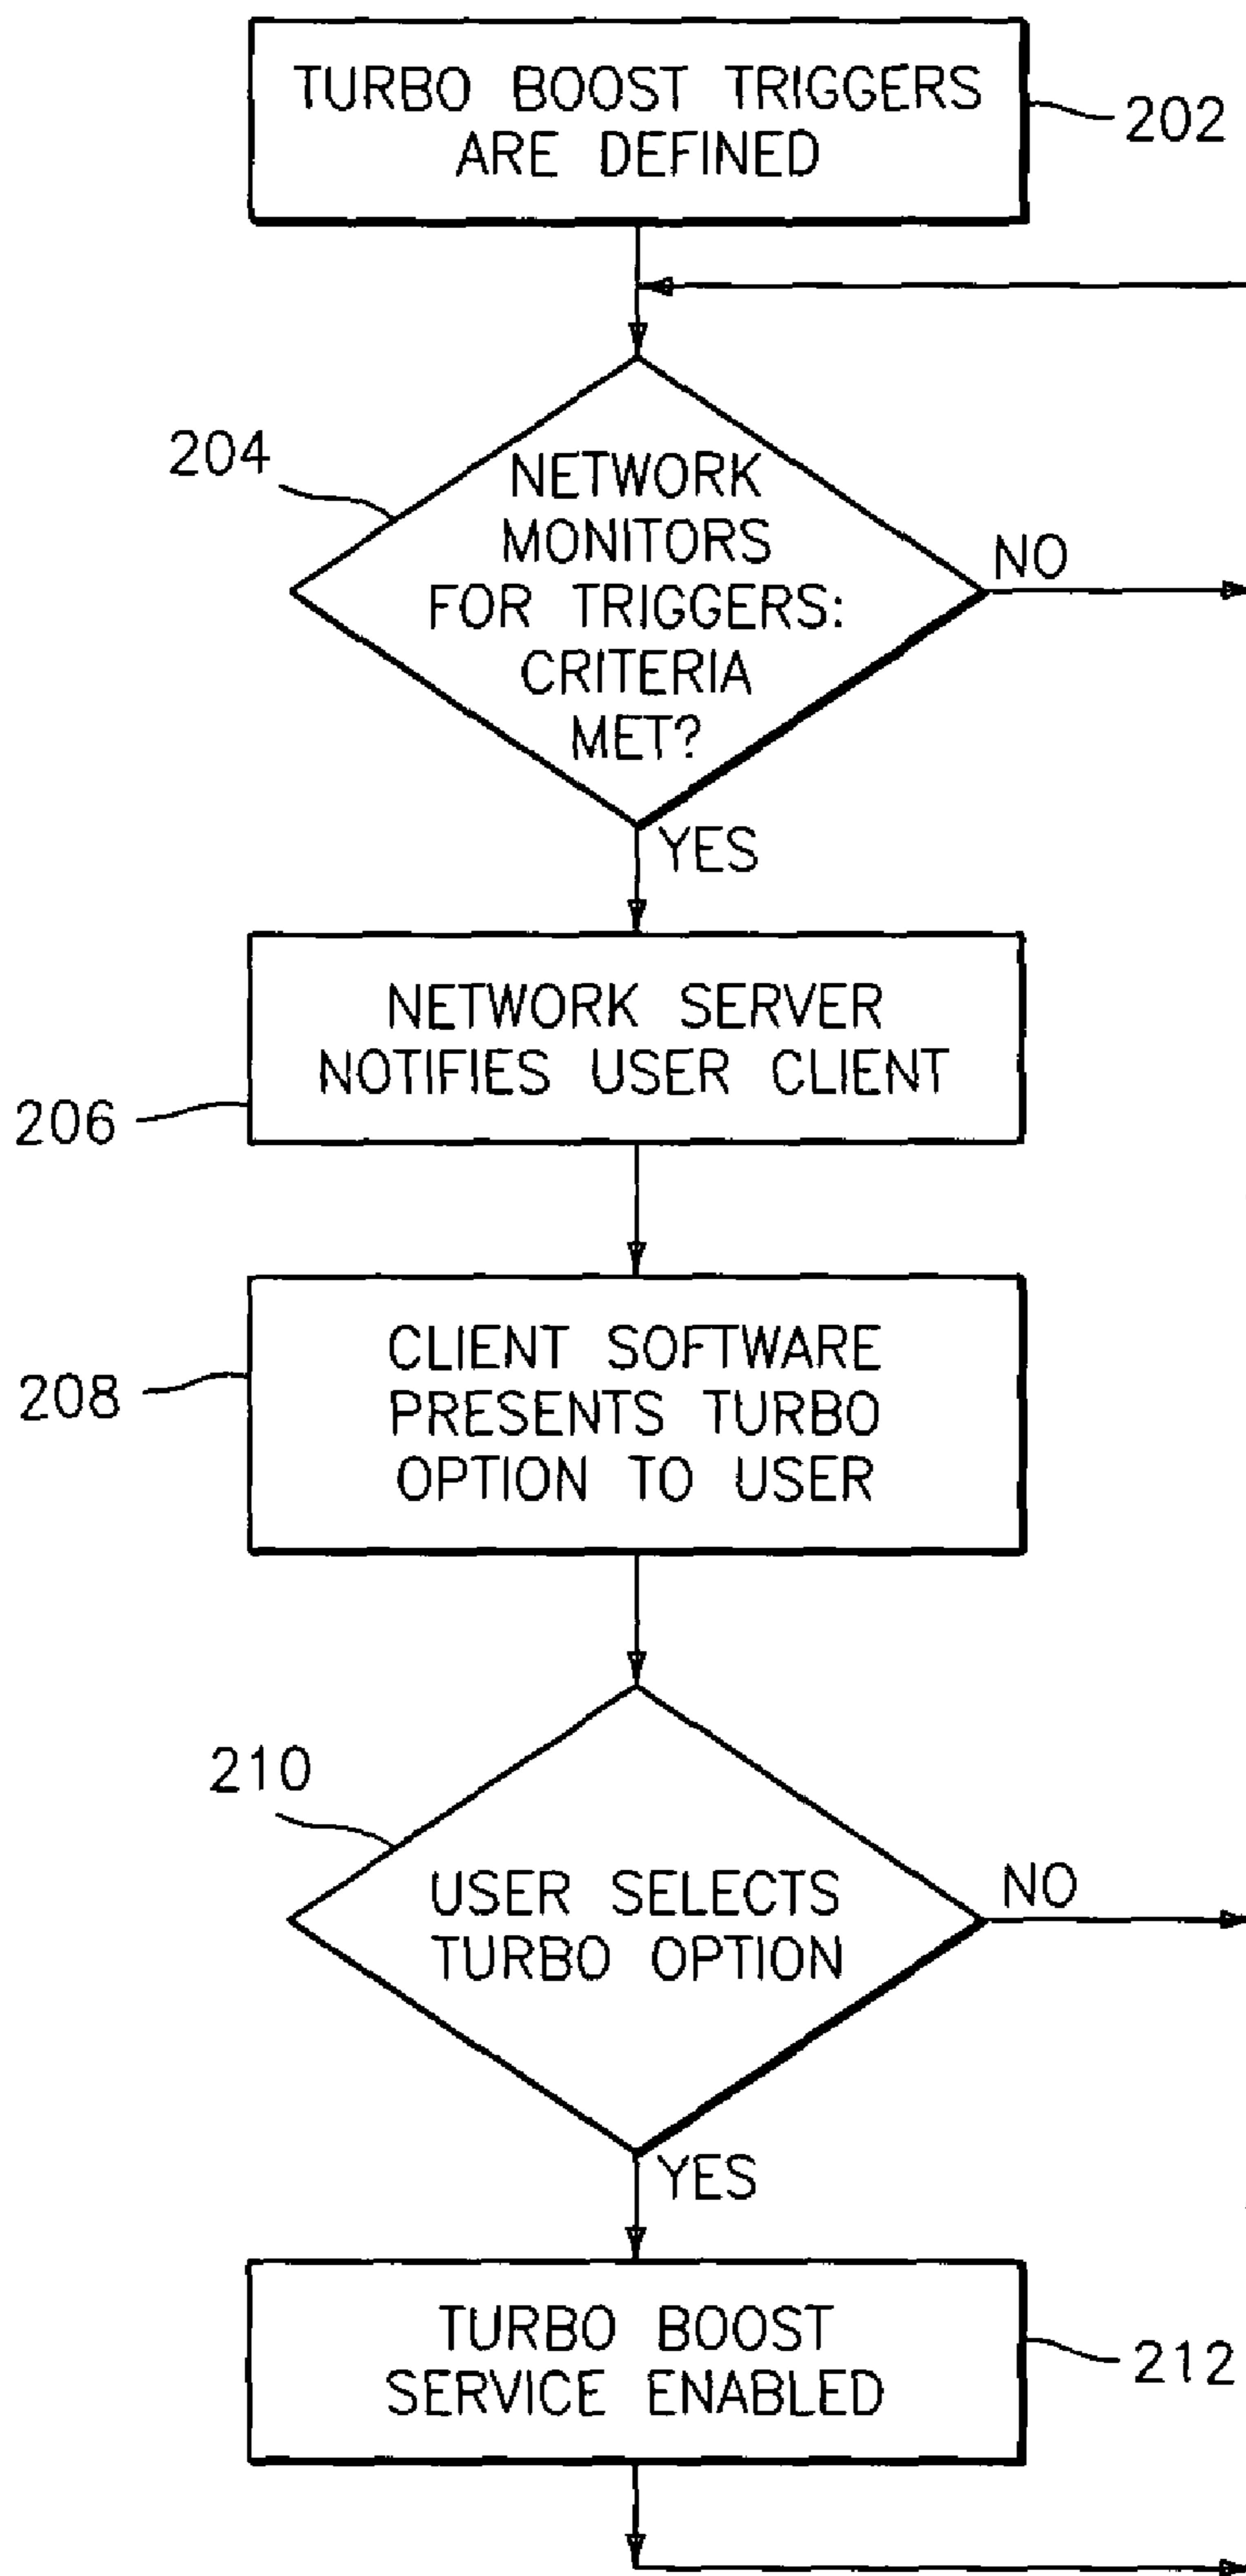 TURBO BOOST TRIGGERS
ARE DEFINED
202
204
NETWORK
MONITORS
FOR TRIGGERS:
CRITERIA
MET?
NO
YES
NETWORK SERVER
NOTIFIES USER CLIENT
206
CLIENT SOFTWARE
PRESENTS TURBO
OPTION TO USER
208
210
USER SELECTS
TURBO OPTION
NO
YES
TURBO BOOST
SERVICE ENABLED
212